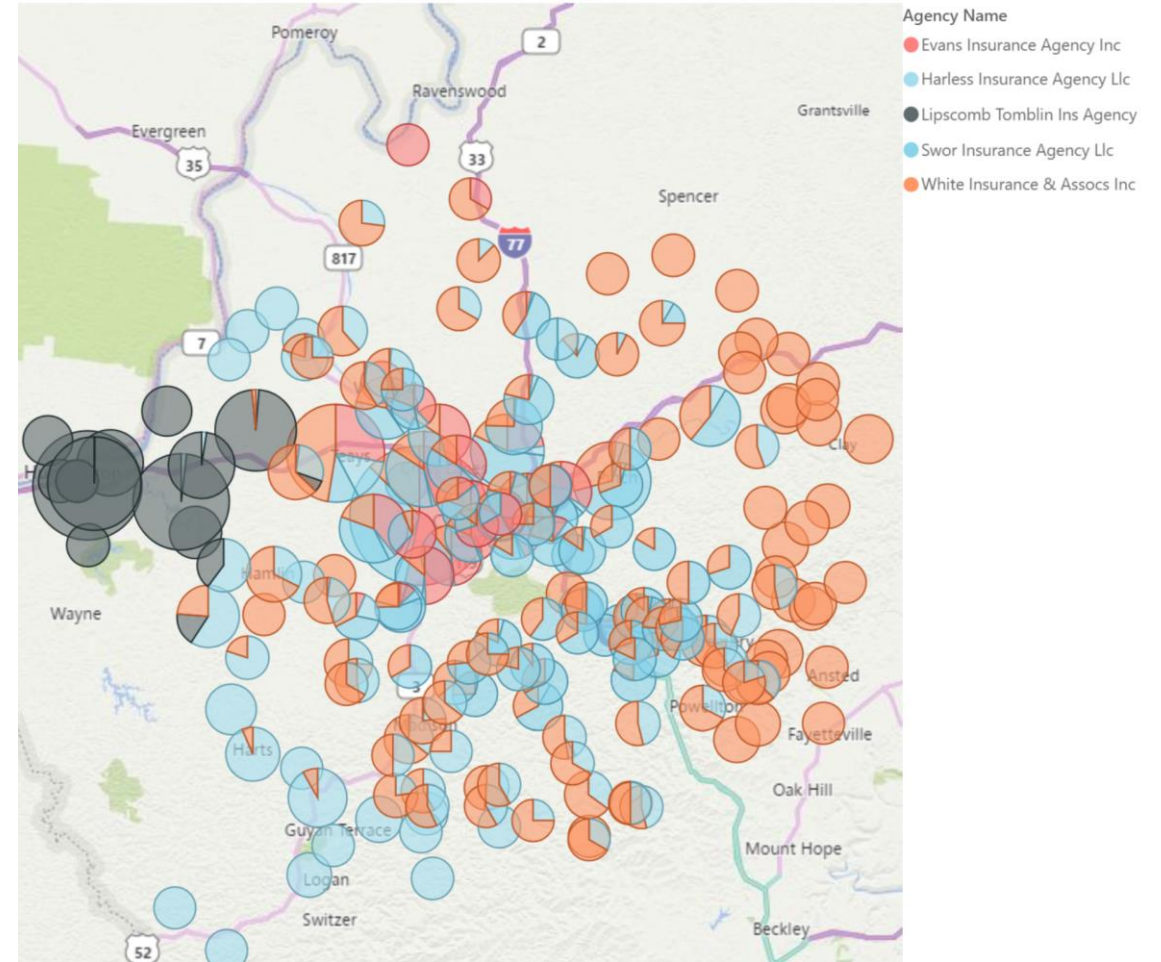 Agency Name
Evans Insurance Agency Inc
Harless Insurance Agency Llc
Lipscomb Tomblin Ins Agency
Swor Insurance Agency Llc
White Insurance & Assocs Inc
Pomeroy
2
Ravenswood
Grantsville
Evergreen
35
33
Spencer
77
817
7
Clay
eays
Hamlin
Wayne
3
Ansted
Powellton
Fayetteville
Harts
Oak Hill
Guyan Terrace
Mount Hope
Logan
Switzer
Beckley
52